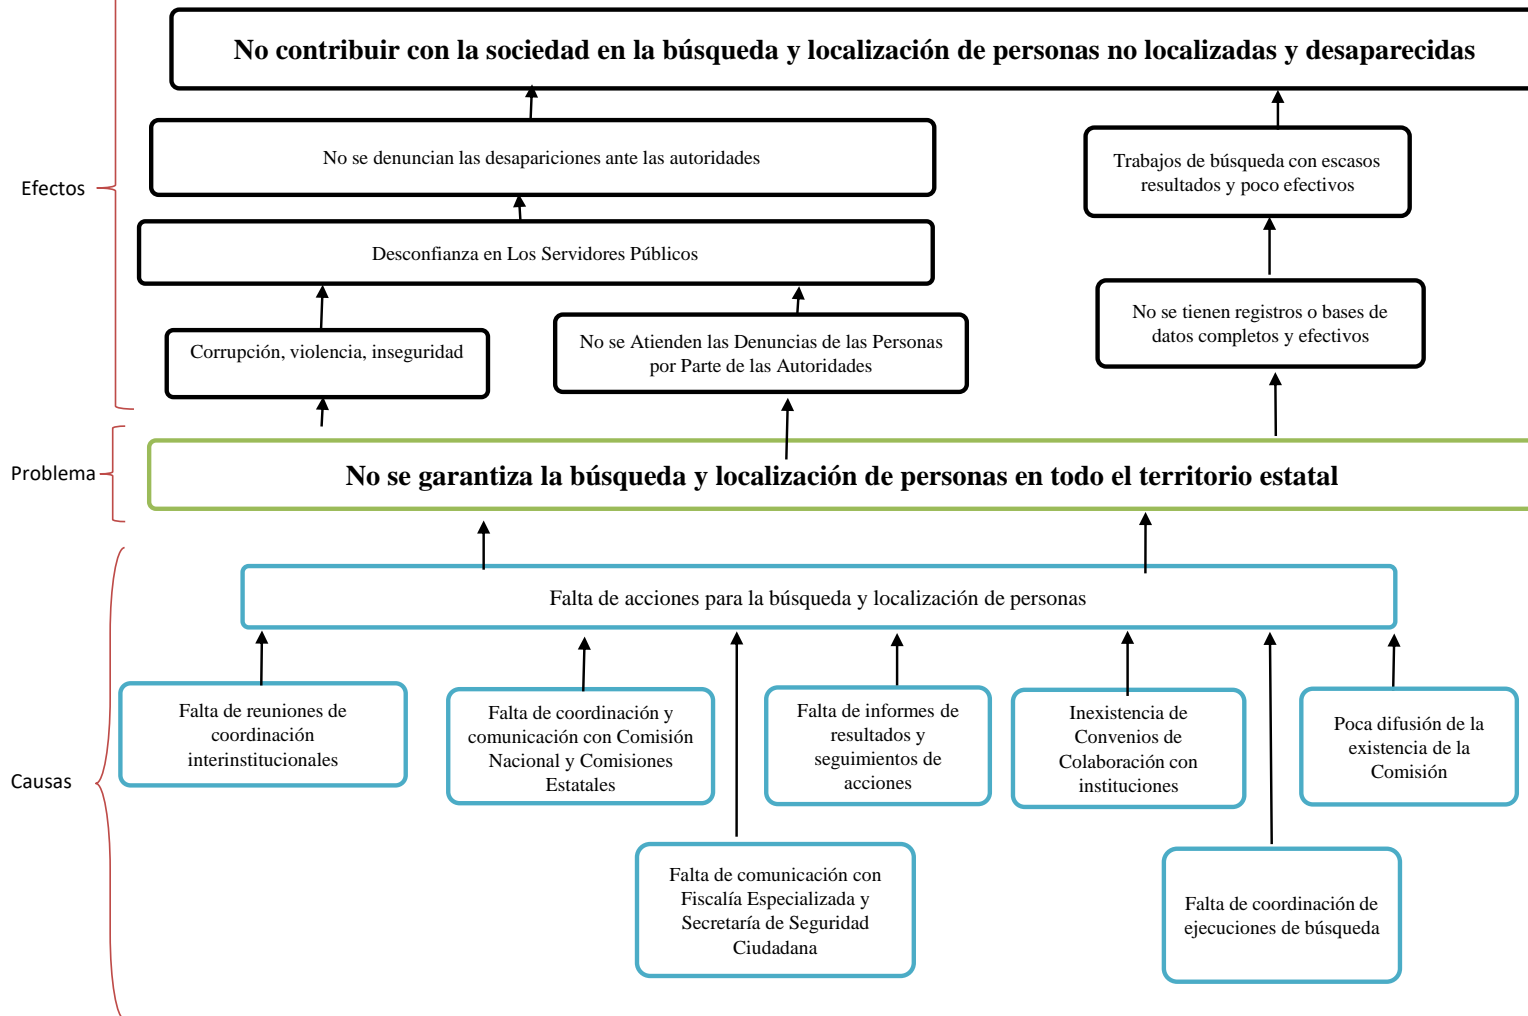 No contribuir con la sociedad en la búsqueda y localización de personas no localizadas y desaparecidas
No se denuncian las desapariciones ante las autoridades
Trabajos de búsqueda con escasos
resultados y poco efectivos
Efectos
Desconfianza en Los Servidores Públicos
No se tienen registros o bases de
datos completos y efectivos
Corrupción, violencia, inseguridad
No se Atienden las Denuncias de las Personas
por Parte de las Autoridades
Problema
No se garantiza la búsqueda y localización de personas en todo el territorio estatal
Falta de acciones para la búsqueda y localización de personas
Causas
Falta de reuniones de
coordinación
interinstitucionales
Falta de coordinación y
comunicación con Comisión
Nacional y Comisiones
Estatales
Falta de informes de
resultados y
seguimientos de
acciones
Inexistencia de
Convenios de
Colaboración con
instituciones
Poca difusión de la
existencia de la
Comisión
Falta de comunicación con
Fiscalía Especializada y
Secretaría de Seguridad
Ciudadana
Falta de coordinación de
ejecuciones de búsqueda